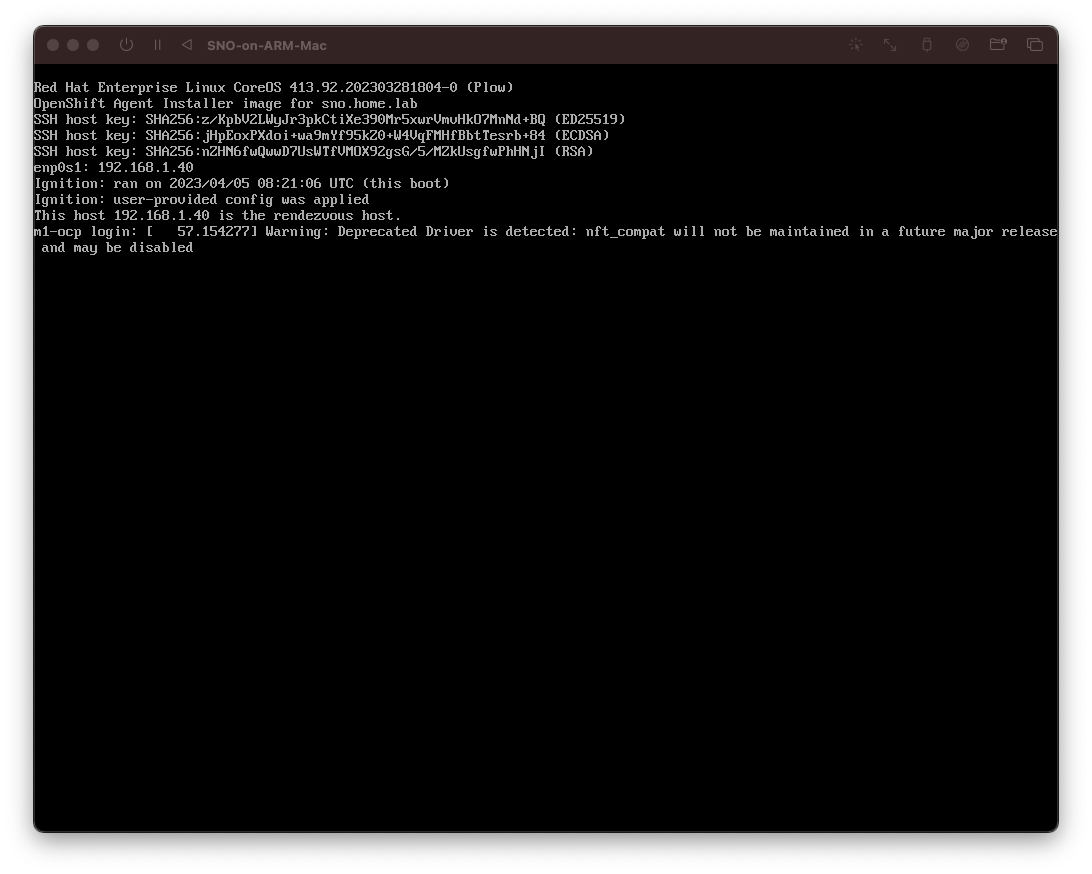 SNO-on-ARM-Mac
Red Hat Enterprise Linux CoreOS 413.92.202303281804-0 (Plow)
OpenShift Agent Installer image for sno.home.lab
SSH host key: SHA256:z/KpbV2LWyJr3pkCtiXe390Mr5xwrVmvHkO7MnNd+BQ (ED25519)
SSH host key: SHA256:jHpEoxPXdoi+wa9mYf95k20+W4VqFMHfBbtTesrb+84 (ECDSA)
SSH host key: SHA256:nZHN6fwQwwD7UsWTfVMOX92gsG/5/MZkUsgfwPhHNjI (RSA)
enp0s1: 192.168.1.40
Ignition: ran on 2023/04/05 08:21:06 UTC (this boot)
Ignition: user-provided config was applied
This host 192.168.1.40 is the rendezvous host.
m1-ocp login: [   57.154277] Warning: Deprecated Driver is detected: nft_compat will not be maintained in a future major release
 and may be disabled